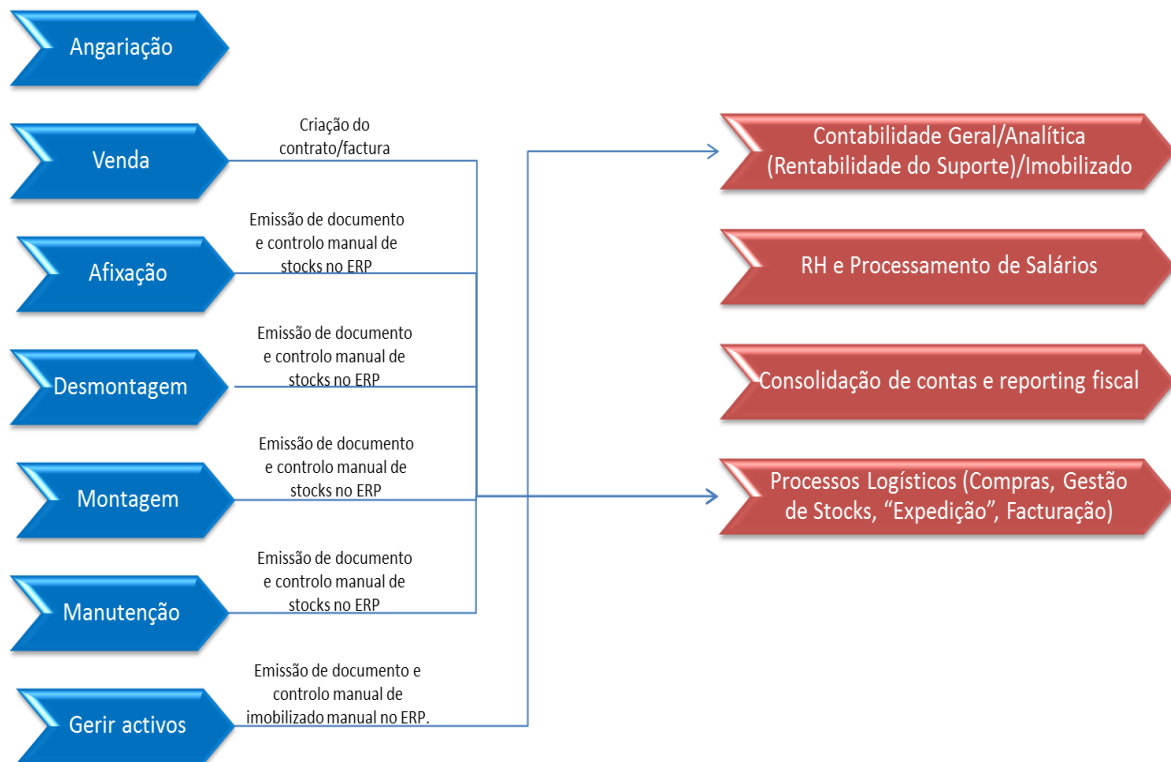 Angariação
Venda
Criação do
contrato/factura
Afixação
Emissão de documento
e controlo manual de
stocks no ERP
Desmontagem
Emissão de documento
e controlo manual de
stocks no ERP
Montagem
Emissão de documento
e controlo manual de
stocks no ERP
Manutenção
Emissão de documento
e controlo manual de
stocks no ERP
Gerir activos
Emissão de documento e
controlo manual de
imobilizado manual no ERP.
Contabilidade Geral/Analítica
(Rentabilidade do Suporte)/Imobilizado
RH e Processamento de Salários
Consolidação de contas e reporting fiscal
Processos Logísticos (Compras, Gestão
de Stocks, “Expedição”, Facturação)